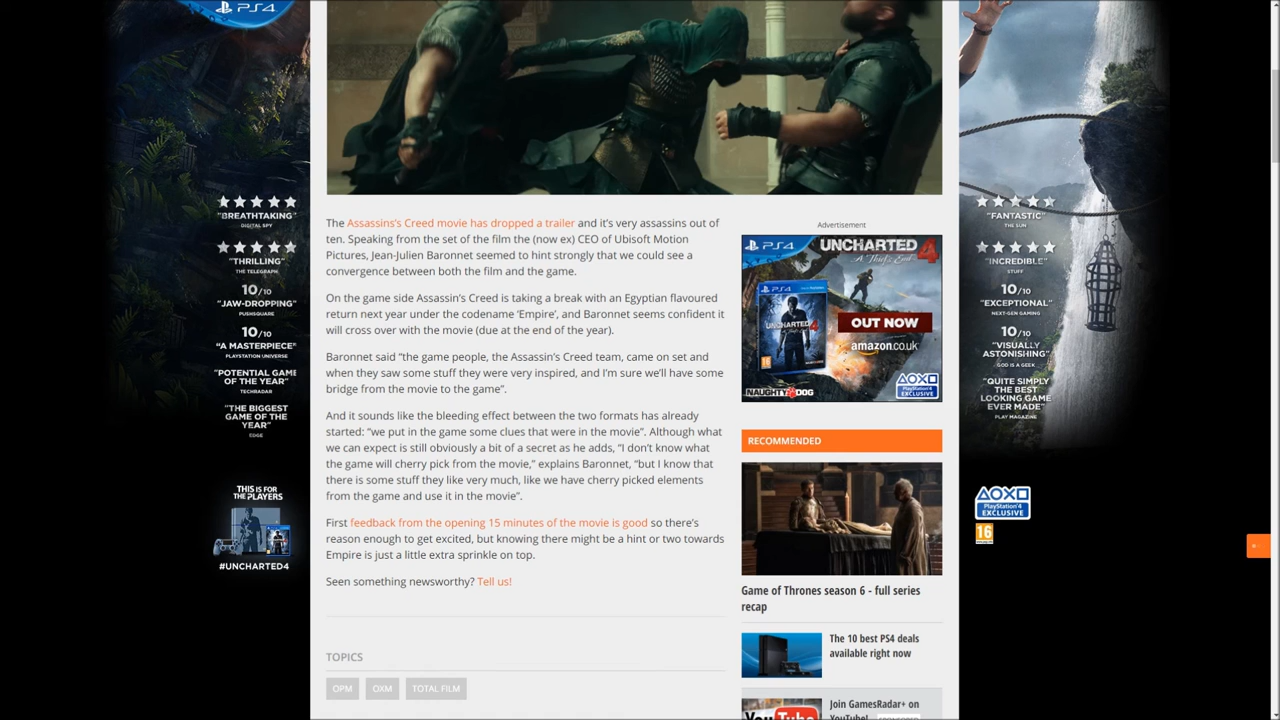 PS4
"BREATHTAKING"
DIGITAL SPY
"THRILLING"
THE TELEGRAPH
10/10
"JAW-DROPPING"
PUSHSQUARE
10/10
"A MASTERPIECE"
PLAYSTATION UNIVERSE
"POTENTIAL GAME
OF THE YEAR"
TECHRADAR
"THE BIGGEST
GAME OF THE
YEAR"
EDGE
THIS IS FOR
THE PLAYERS
#UNCHARTED4
The Assassins's Creed movie has dropped a trailer and it's very assassins out of
ten. Speaking from the set of the film the (now ex) CEO of Ubisoft Motion
Pictures, Jean-Julien Baronnet seemed to hint strongly that we could see a
convergence between both the film and the game.
On the game side Assassin's Creed is taking a break with an Egyptian flavoured
return next year under the codename 'Empire', and Baronnet seems confident it
will cross over with the movie (due at the end of the year).
Baronnet said "the game people, the Assassin's Creed team, came on set and
when they saw some stuff they were very inspired, and I'm sure we'll have some
bridge from the movie to the game".
And it sounds like the bleeding effect between the two formats has already
started: "we put in the game some clues that were in the movie". Although what
we can expect is still obviously a bit of a secret as he adds, "I don't know what
the game will cherry pick from the movie," explains Baronnet, "but I know that
there is some stuff they like very much, like we have cherry picked elements
from the game and use it in the movie".
First feedback from the opening 15 minutes of the movie is good so there's
reason enough to get excited, but knowing there might be a hint or two towards
Empire is just a little extra sprinkle on top.
Seen something newsworthy? Tell us!
TOPICS
OPM
OXM
TOTAL FILM
Advertisement
PS4
UNCHARTED 4
A Thief's End
OUT NOW
amazon.co.uk
NAUGHTY DOG
PlayStation 4
EXCLUSIVE
RECOMMENDED
Game of Thrones season 6 - full series
recap
The 10 best PS4 deals
available right now
Join GamesRadar+ on
YouTube!
YouTube
"FANTASTIC"
THE SUN
"INCREDIBLE"
STUFF
10/10
"EXCEPTIONAL"
NEXT-GEN GAMING
10/10
"VISUALLY
ASTONISHING"
GOD IS A GEEK
"QUITE SIMPLY
THE BEST
LOOKING GAME
EVER MADE"
PLAY MAGAZINE
PlayStation 4
EXCLUSIVE
16